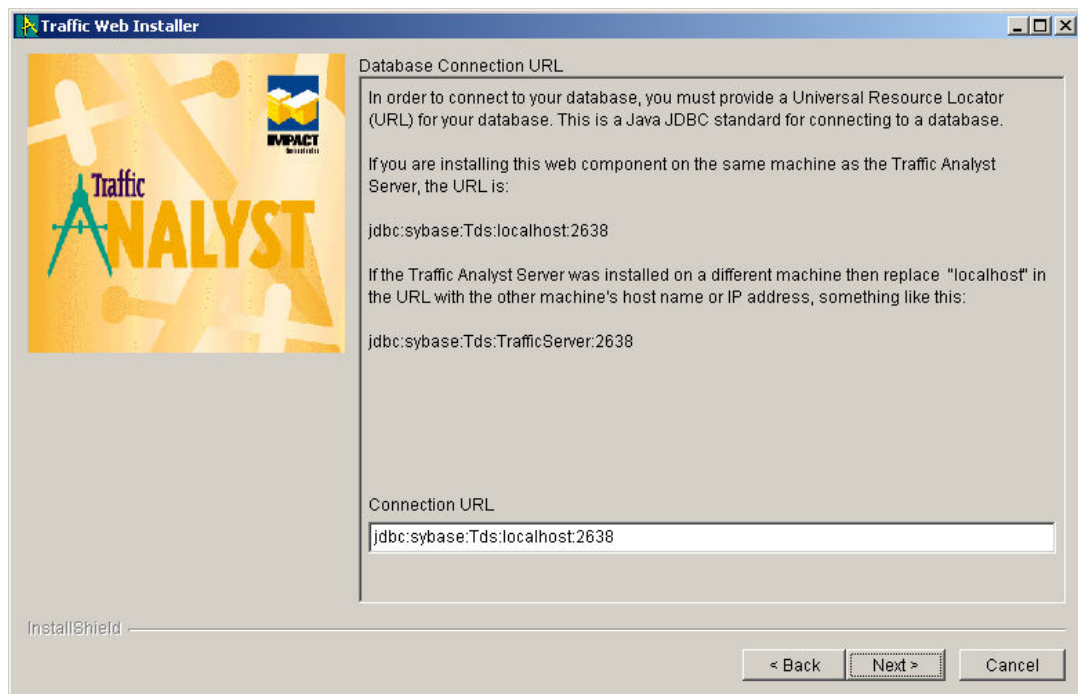 Traffic Web Installer
Database Connection URL
In order to connect to your database, you must provide a Universal Resource Locator
(URL) for your database. This is a Java JDBC standard for connecting to a database.
If you are installing this web component on the same machine as the Traffic Analyst
Server, the URL is:
jdbc:sybase:Tds:localhost:2638
If the Traffic Analyst Server was installed on a different machine then replace "localhost" in
the URL with the other machine's host name or IP address, something like this:
jdbc:sybase:Tds:TrafficServer:2638
IMPACT
Traffic
ANALYST
Connection URL
jdbc:sybase:Tds:localhost:2638
InstallShield
< Back
Next >
Cancel